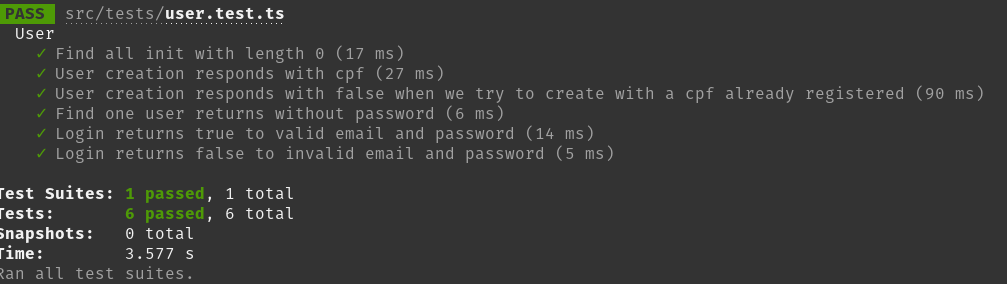 PASS src/tests/user.test.ts
User
✓ Find all init with length 0 (17 ms)
✓ User creation responds with cpf (27 ms)
✓ User creation responds with false when we try to create with a cpf already registered (90 ms)
✓ Find one user returns without password (6 ms)
✓ Login returns true to valid email and password (14 ms)
✓ Login returns false to invalid email and password (5 ms)
Test Suites: 1 passed, 1 total
Tests: 6 passed, 6 total
Snapshots: 0 total
Time: 3.577 s
Ran all test suites.